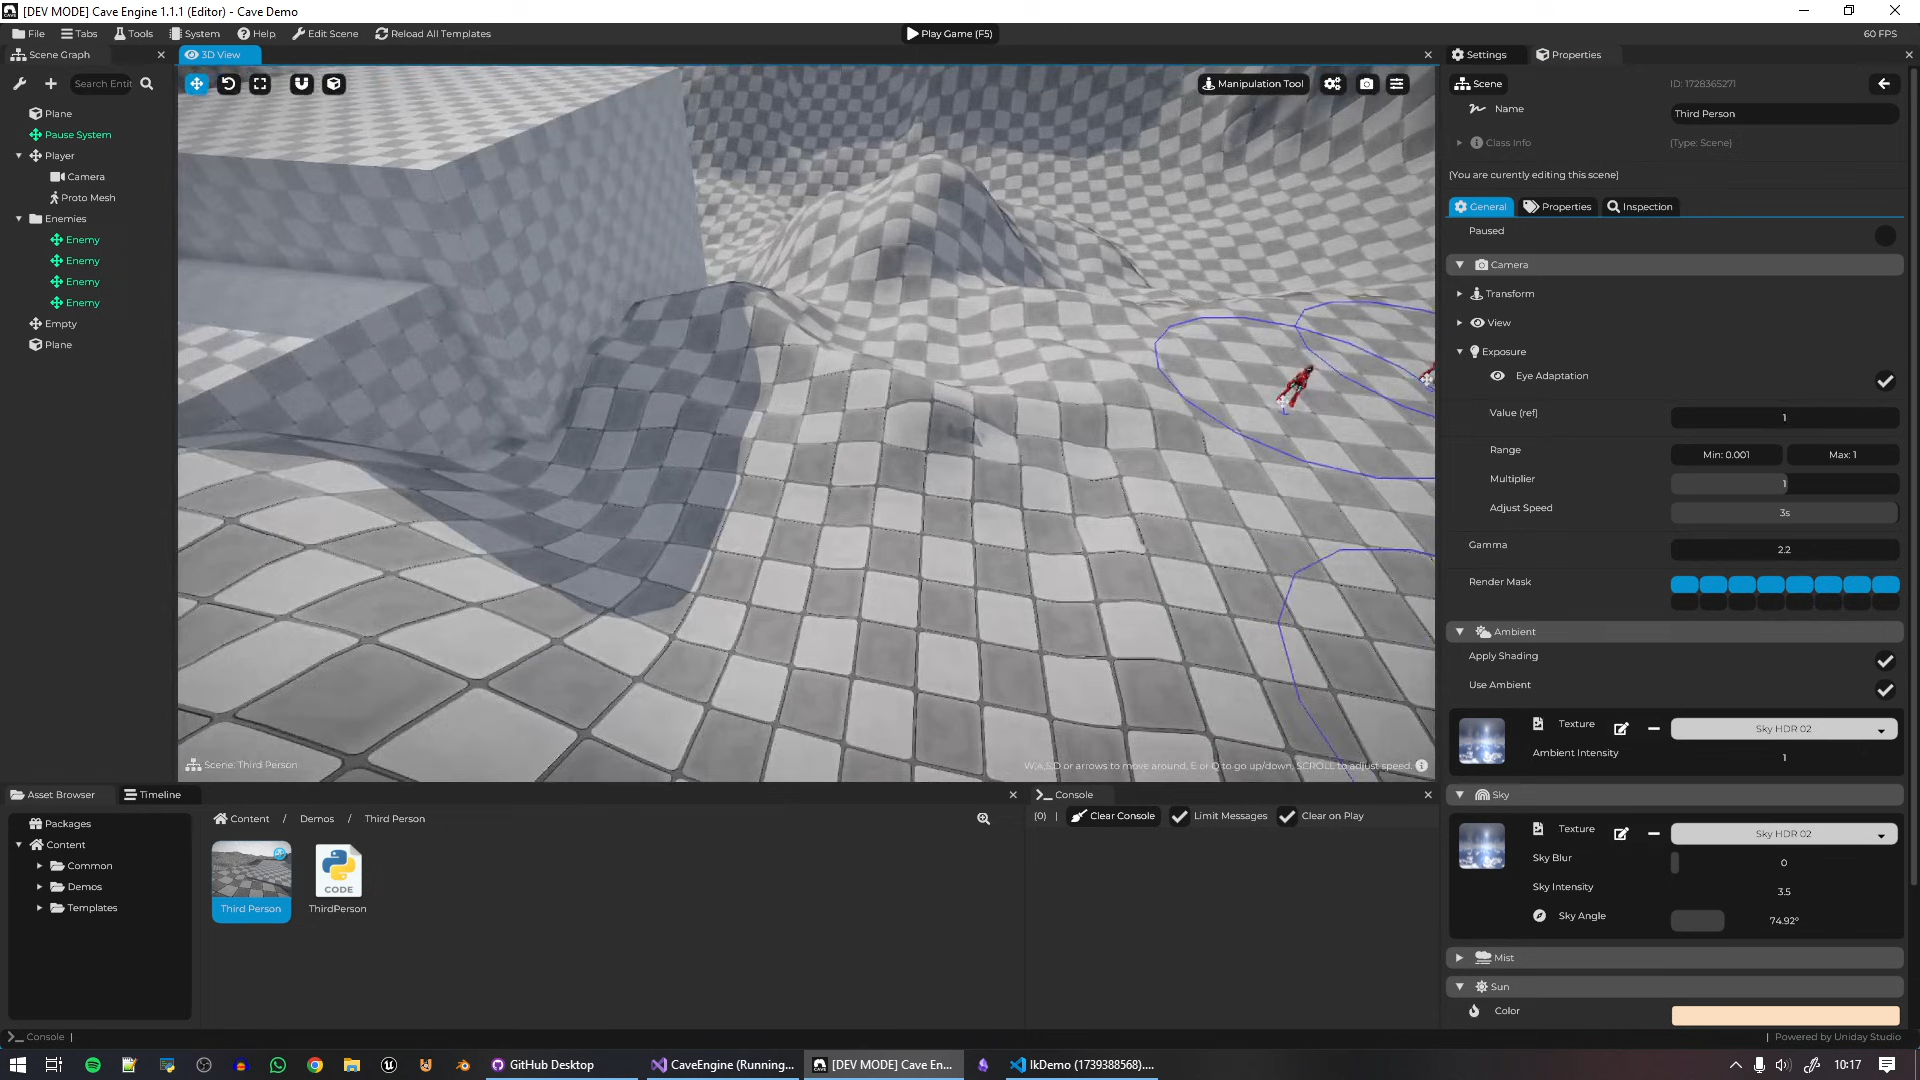 [DEV MODE] Cave Engine 1.1.1 (Editor) - Cave Demo
File Tabs Tools System Help Edit Scene Reload All Templates
Play Game (F5)
60 FPS
Scene Graph
3D View
Settings
Properties
Search Entit
Manipulation Tool
Scene
ID: 1728365271
Plane
Pause System
Player
Camera
Proto Mesh
Enemies
Enemy
Enemy
Enemy
Enemy
Empty
Plane
Name
Third Person
Class Info
(Type: Scene)
[You are curently editing this scene]
General
Properties
Inspection
Paused
Camera
Transform
View
Exposure
Eye Adaptation
Value (ref)
1
Range
Min: 0.001
Max: 1
Multiplier
1
Adjust Speed
3s
Gamma
2.2
Render Mask
Ambient
Apply Shading
Use Ambient
Texture
Sky HDR 02
Ambient Intensity
1
Sky
Texture
Sky HDR 02
Sky Blur
0
Sky Intensity
3.5
Sky Angle
74.92º
Mist
Sun
Color
Scene: Third Person
W,A,S,D or arrows to move around, E or Q to go up/down, SCROLL to adjust speed.
Asset Browser
Timeline
Packages
Content
Common
Demos
Templates
Content / Demos / Third Person
Third Person
CODE
ThirdPerson
Console
(0) | Clear Console
Limit Messages
Clear on Play
Console |
| Powered by Uniday Studio
GitHub Desktop
CaveEngine (Running...
[DEV MODE] Cave En...
IkDemo (1739388568)....
10:17